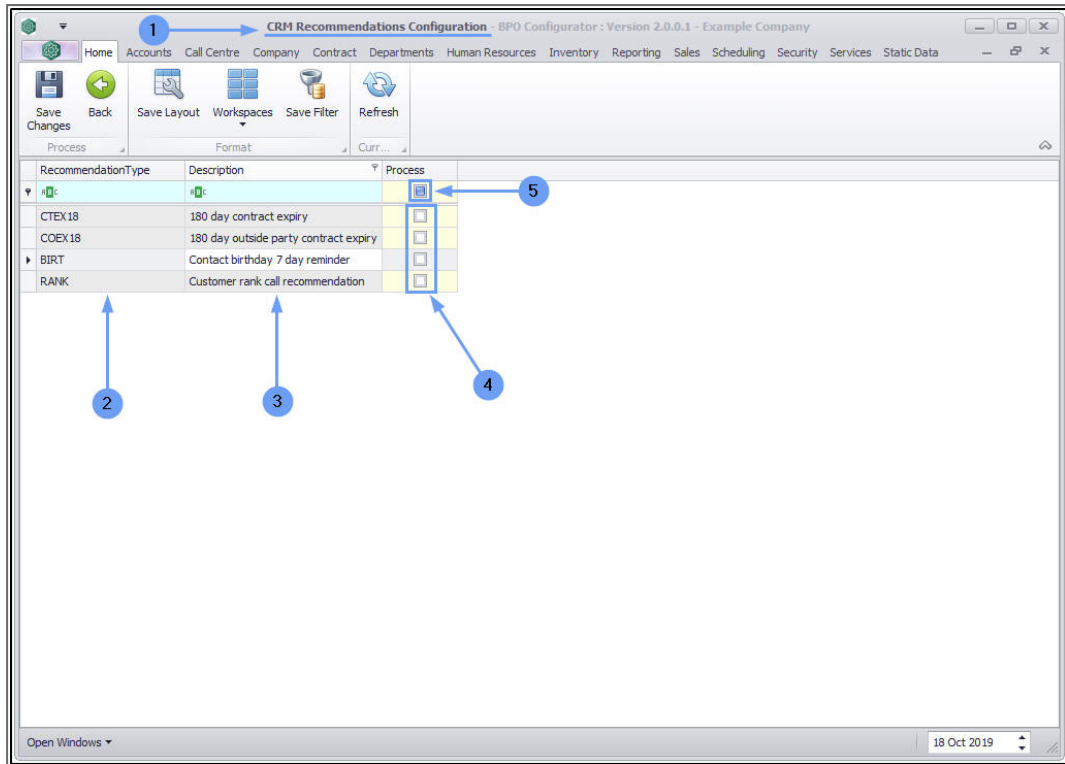 1
CRM Recommendations Configuration - BPO Configurator : Version 2.0.0.1 - Example Company
Home Accounts Call Centre Company Contract Departments Human Resources Inventory Reporting Sales Scheduling Security Services Static Data
Save Changes Back Save Layout Workspaces Save Filter Refresh
Process Format Curr...
RecommendationType Description Process
ABC ABC 5
CTEX18 180 day contract expiry
COEX18 180 day outside party contract expiry
BIRT Contact birthday 7 day reminder
RANK Customer rank call recommendation
4
2 3
Open Windows 18 Oct 2019